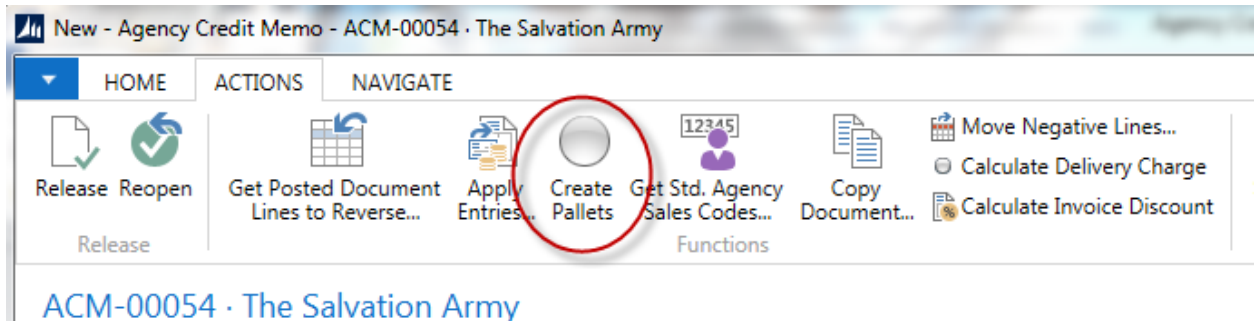 New - Agency Credit Memo - ACM-00054 · The Salvation Army
HOME ACTIONS NAVIGATE
Release Reopen
Get Posted Document
Lines to Reverse...
Apply
Entries...
Create
Pallets
12345
Get Std. Agency
Sales Codes...
Copy
Document...
Move Negative Lines...
Calculate Delivery Charge
Calculate Invoice Discount
Release
Functions
ACM-00054 · The Salvation Army